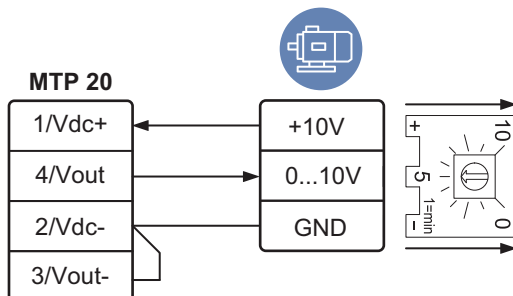 MTP 20
1/Vdc+
+10V
4/Vout
0...10V
2/Vdc-
GND
3/Vout-
+
5
-
1=min
10
0